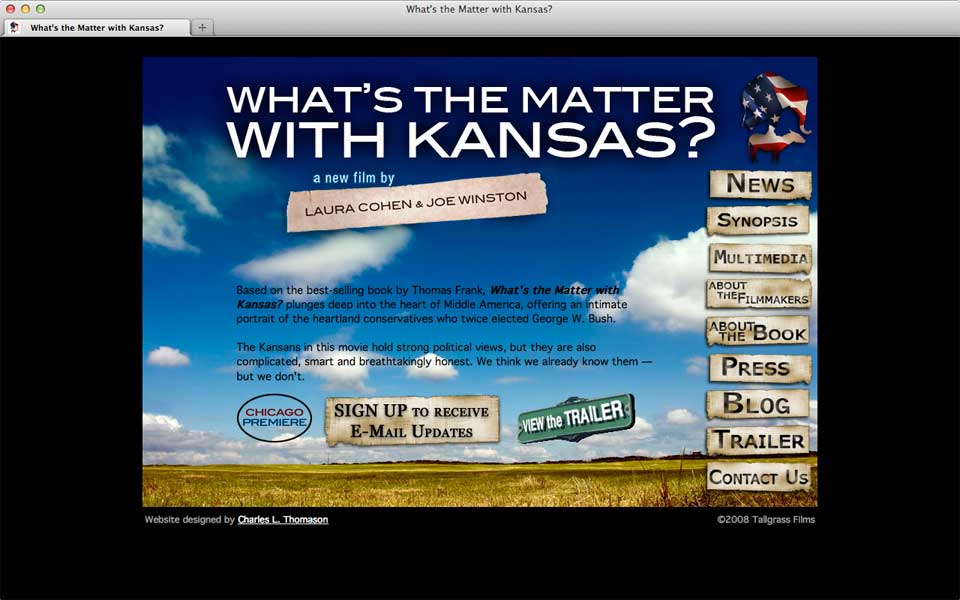 What's the Matter with Kansas?
What's the Matter with Kansas?
WHAT'S THE MATTER
WITH KANSAS?
a new film by
LAURA COHEN & JOE WINSTON
NEWS
SYNOPSIS
MULTIMEDIA
ABOUT
THE FILMMAKERS
ABOUT
THE BOOK
PRESS
BLOG
TRAILER
CONTACT US
Based on the best-selling book by Thomas Frank, What's the Matter with
Kansas? plunges deep into the heart of Middle America, offering an intimate
portrait of the heartland conservatives who twice elected George W. Bush.
The Kansans in this movie hold strong political views, but they are also
complicated, smart and breathtakingly honest. We think we already know them —
but we don't.
CHICAGO
PREMIERE
SIGN UP TO RECEIVE
E-MAIL UPDATES
VIEW the TRAILER
Website designed by Charles L. Thomason
©2008 Tallgrass Films